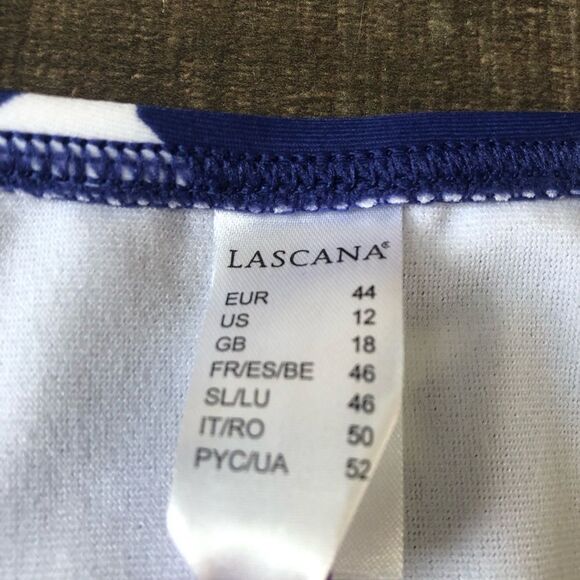 LASCANA
EUR 44
US 12
GB 18
FR/ES/BE 46
SL/LU 46
IT/RO 50
PYC/UA 52